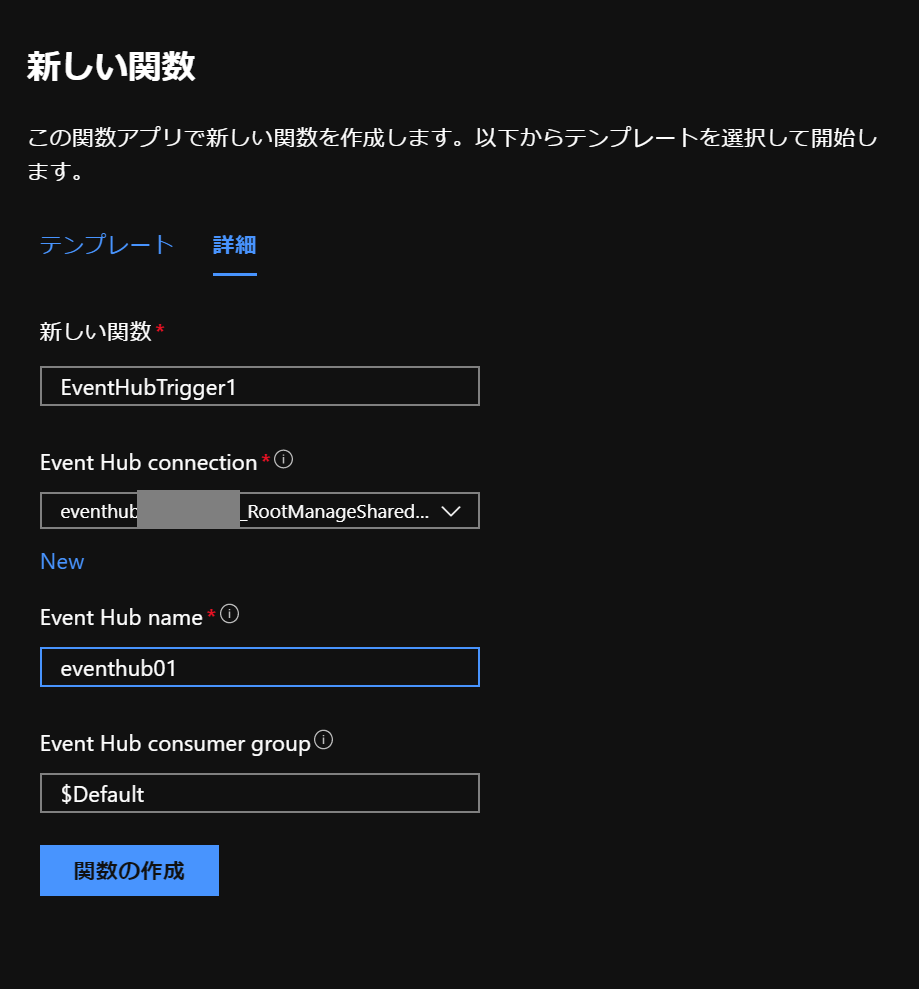 新しい関数
この関数アプリで新しい関数を作成します。以下からテンプレートを選択して開始し
ます。
テンプレート 詳細
新しい関数*
EventHubTrigger1
Event Hub connection*
eventhub _RootManageShared...
New
Event Hub name*
eventhub01
Event Hub consumer group
$Default
関数の作成